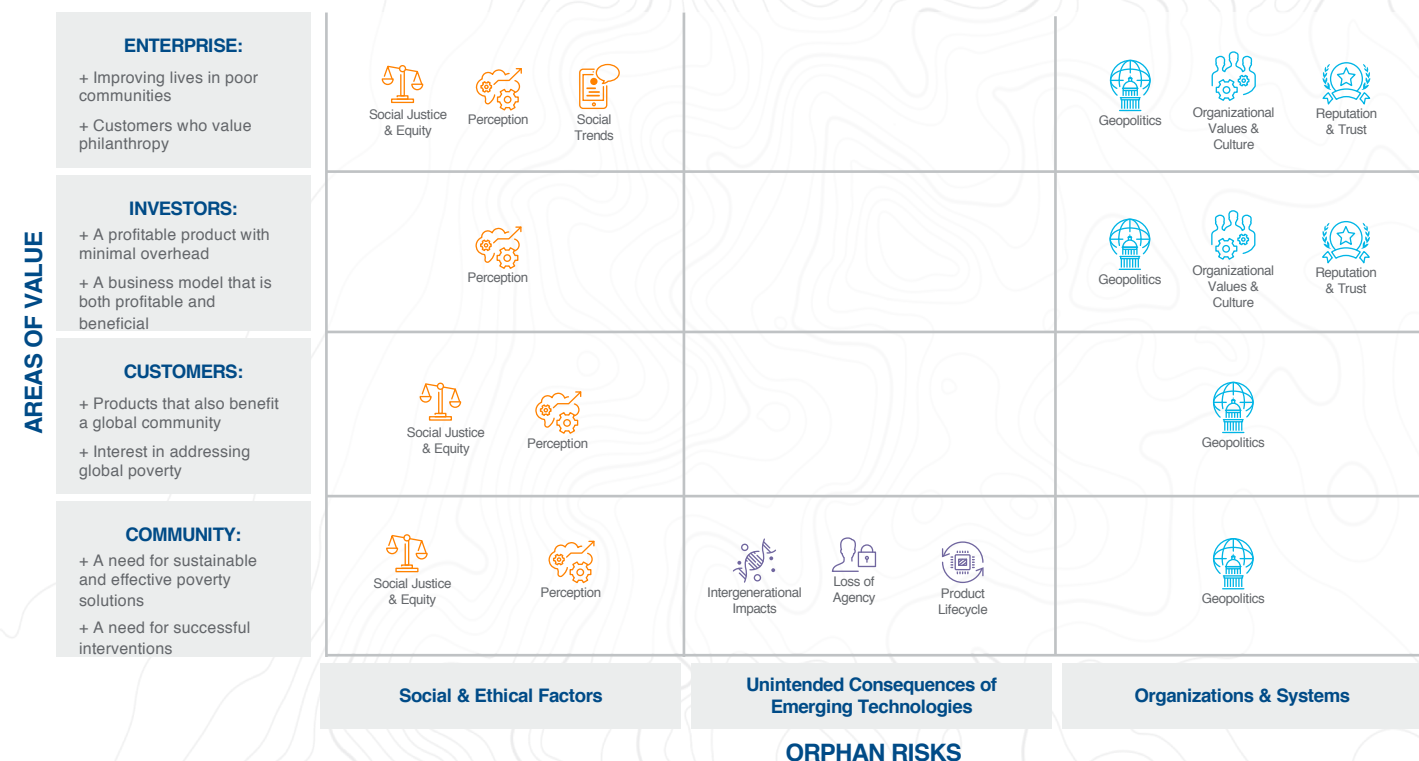 AREAS OF VALUE
ENTERPRISE:
+ Improving lives in poor
communities
+ Customers who value
philanthropy
Social Justice
& Equity
Perception
Social
Trends
Geopolitics
Organizational
Values &
Culture
Reputation
& Trust
INVESTORS:
+ A profitable product with
minimal overhead
+ A business model that is
both profitable and
beneficial
Perception
Geopolitics
Organizational
Values &
Culture
Reputation
& Trust
CUSTOMERS:
+ Products that also benefit
a global community
+ Interest in addressing
global poverty
Social Justice
& Equity
Perception
Geopolitics
COMMUNITY:
+ A need for sustainable
and effective poverty
solutions
+ A need for successful
interventions
Social Justice
& Equity
Perception
Intergenerational
Impacts
Loss of
Agency
Product
Lifecycle
Geopolitics
Social & Ethical Factors
Unintended Consequences of
Emerging Technologies
Organizations & Systems
ORPHAN RISKS